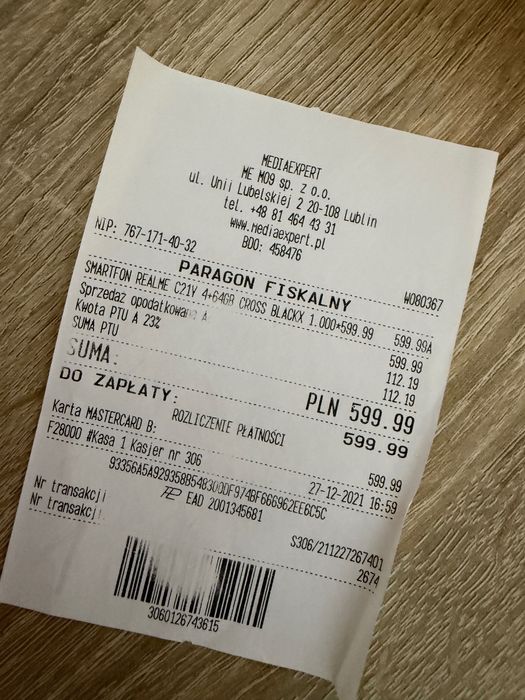 MEDIAEXPERT
ME M09 sp. z o.o.
ul. Unii Lubelskiej 2 20-108 Lublin
tel. +48 81 464 43 31
www.mediaexpert.pl
BDO: 458476
NIP: 767-171-40-32
W080367
PARAGON FISKALNY
SMARTFON REALME C21Y 4+64GB CROSS BLACKX 1.000*599.99 599.99A
Sprzedaż opodatkowana A 599.99
Kwota PTU A 23% 112.19
SUMA PTU 112.19
SUMA: PLN 599.99
DO ZAPŁATY: 599.99
ROZLICZENIE PŁATNOŚCI
Karta MASTERCARD B: 599.99
F28000 #Kasa 1 Kasjer nr 306 27-12-2021 16:59
93356A5A929358B548300DF974BF666962EE6C5C
EAD 2001345681
Nr transakcji S306/211227267401
Nr transakcji: 2674
3060126743615